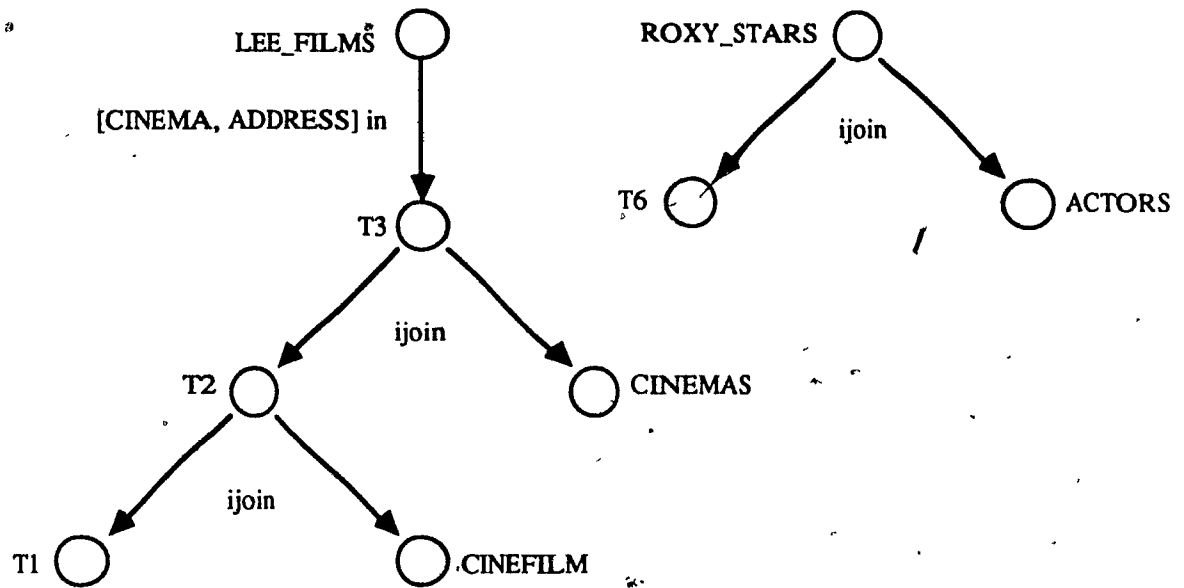 LEE_FILMS
ROXY_STARS
[CINEMA, ADDRESS] in
ijoin
T6
ACTORS
T3
ijoin
T2
CINEMAS
ijoin
T1
CINEFILM